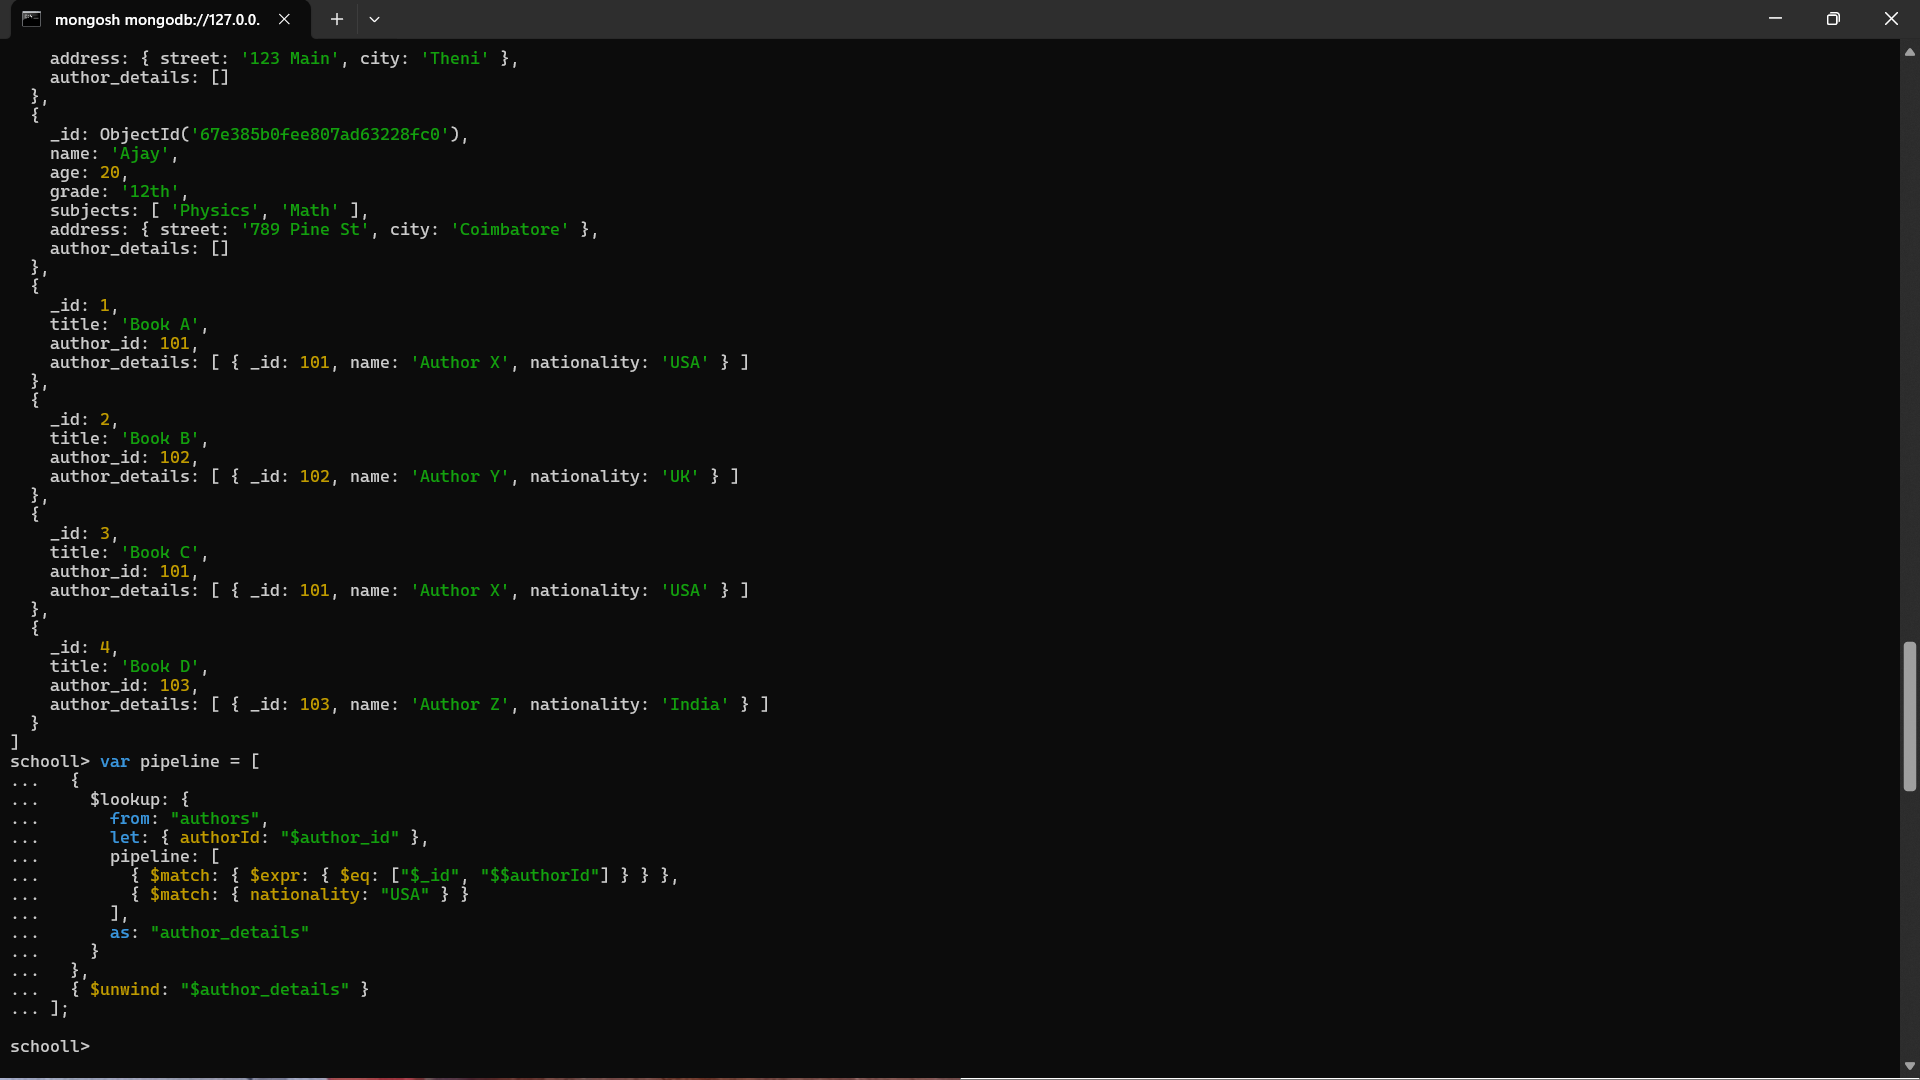 mongosh mongodb://127.0.0.
    address: { street: '123 Main', city: 'Theni' },
    author_details: []
  },
  {
    _id: ObjectId('67e385b0fee807ad63228fc0'),
    name: 'Ajay',
    age: 20,
    grade: '12th',
    subjects: [ 'Physics', 'Math' ],
    address: { street: '789 Pine St', city: 'Coimbatore' },
    author_details: []
  },
  {
    _id: 1,
    title: 'Book A',
    author_id: 101,
    author_details: [ { _id: 101, name: 'Author X', nationality: 'USA' } ]
  },
  {
    _id: 2,
    title: 'Book B',
    author_id: 102,
    author_details: [ { _id: 102, name: 'Author Y', nationality: 'UK' } ]
  },
  {
    _id: 3,
    title: 'Book C',
    author_id: 101,
    author_details: [ { _id: 101, name: 'Author X', nationality: 'USA' } ]
  },
  {
    _id: 4,
    title: 'Book D',
    author_id: 103,
    author_details: [ { _id: 103, name: 'Author Z', nationality: 'India' } ]
  }
]
schooll> var pipeline = [
...   {
...     $lookup: {
...       from: "authors",
...       let: { authorId: "$author_id" },
...       pipeline: [
...         { $match: { $expr: { $eq: ["$_id", "$$authorId"] } } },
...         { $match: { nationality: "USA" } }
...       ],
...       as: "author_details"
...     }
...   },
...   { $unwind: "$author_details" }
... ];
schooll>